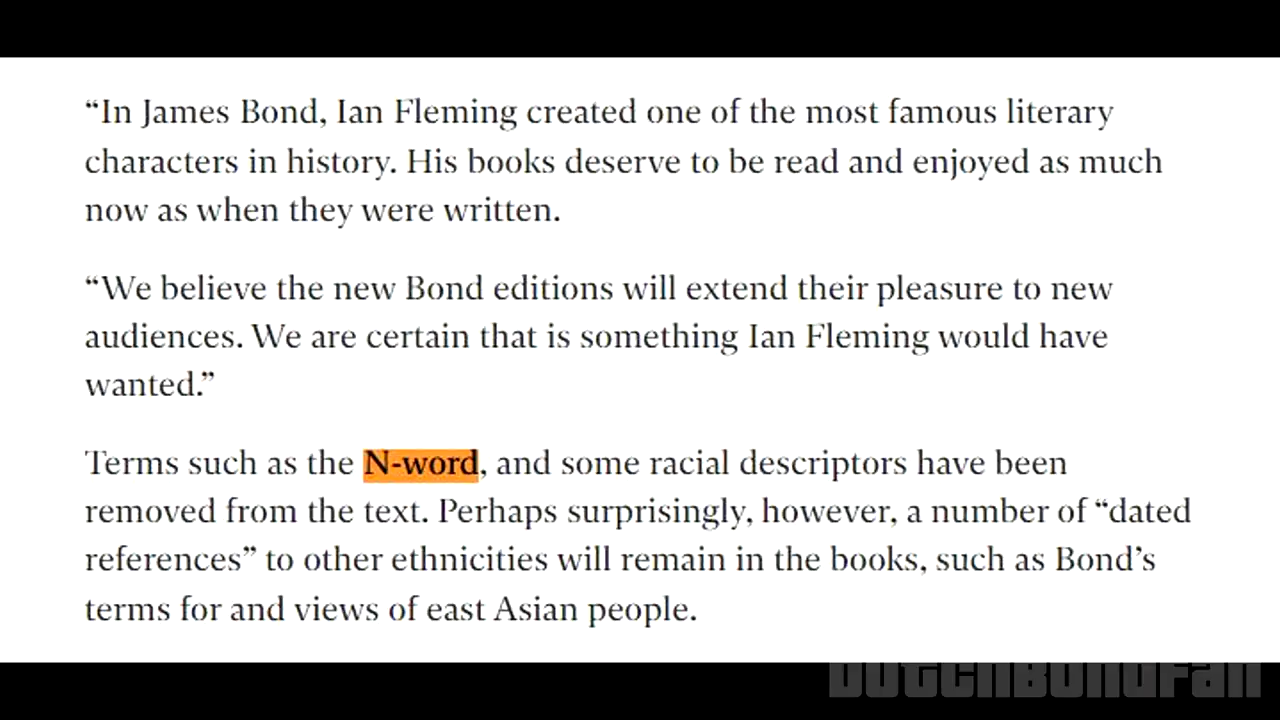 “In James Bond, Ian Fleming created one of the most famous literary
characters in history. His books deserve to be read and enjoyed as much
now as when they were written.
“We believe the new Bond editions will extend their pleasure to new
audiences. We are certain that is something Ian Fleming would have
wanted.”
Terms such as the N-word, and some racial descriptors have been
removed from the text. Perhaps surprisingly, however, a number of “dated
references” to other ethnicities will remain in the books, such as Bond’s
terms for and views of east Asian people.
DUTCHBONDFAN